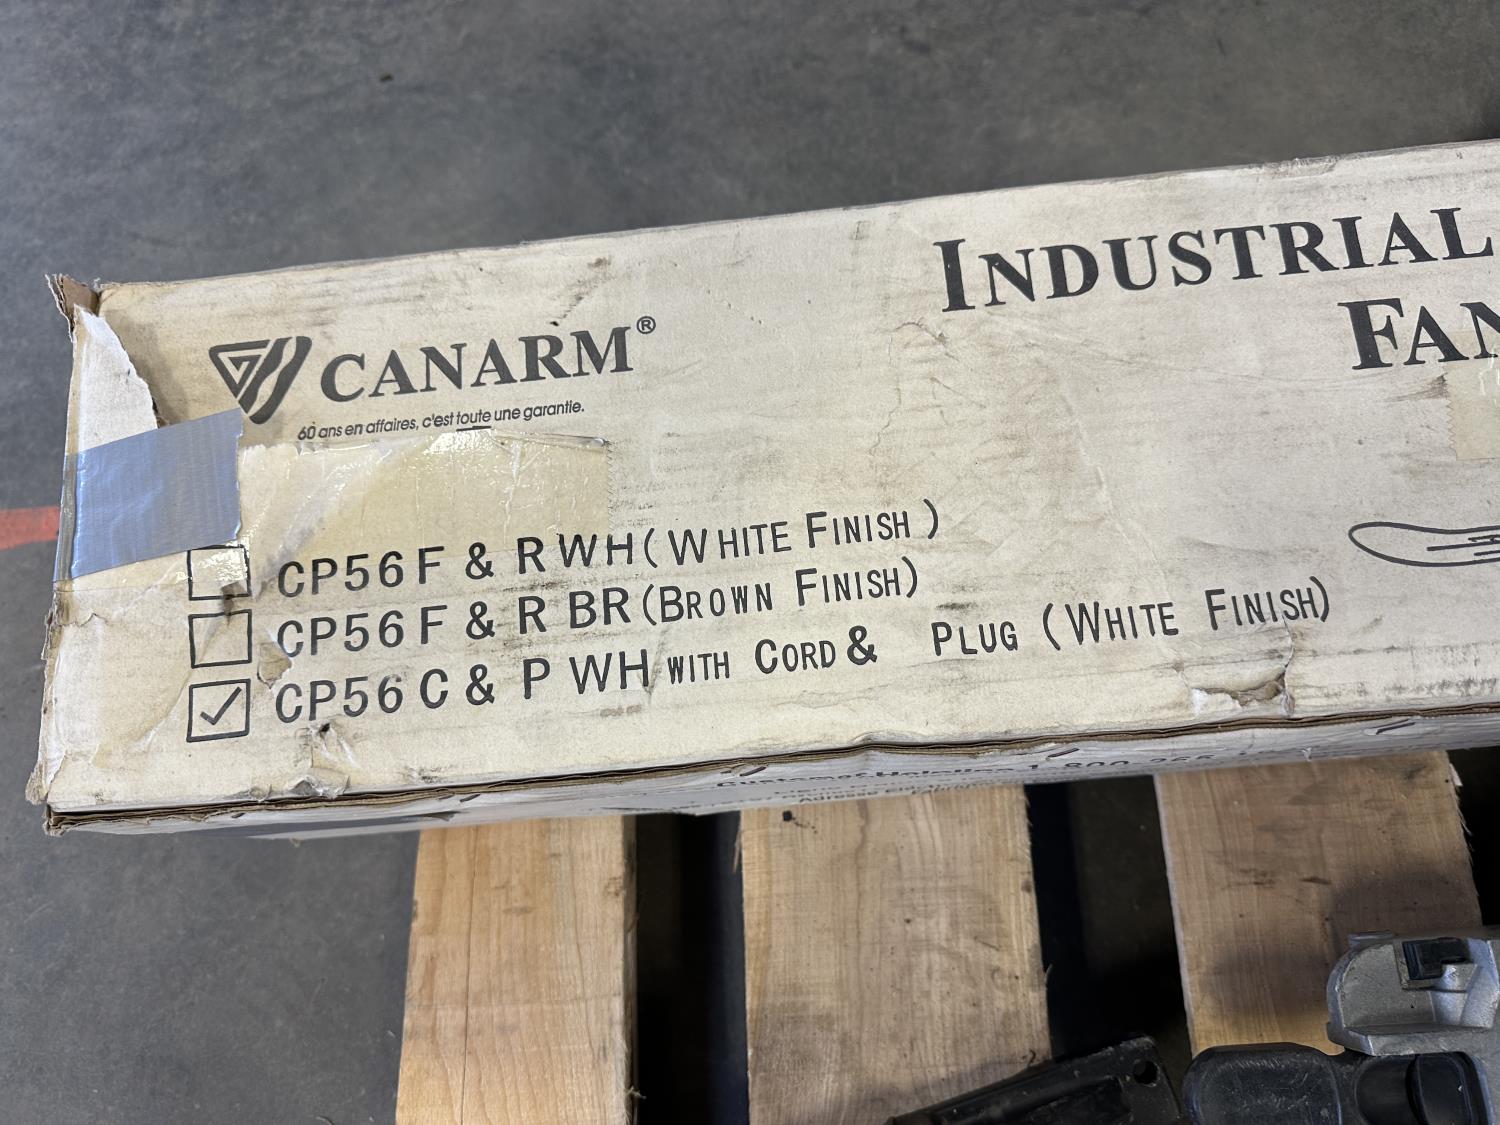 INDUSTRIAL
CANARM®
60 ans en affaires, c'est toute une garantie.
CP56F & RWH (WHITE FINISH)
CP56F & R BR (BROWN FINISH)
CP56C & P WH WITH CORD & PLUG (WHITE FINISH)